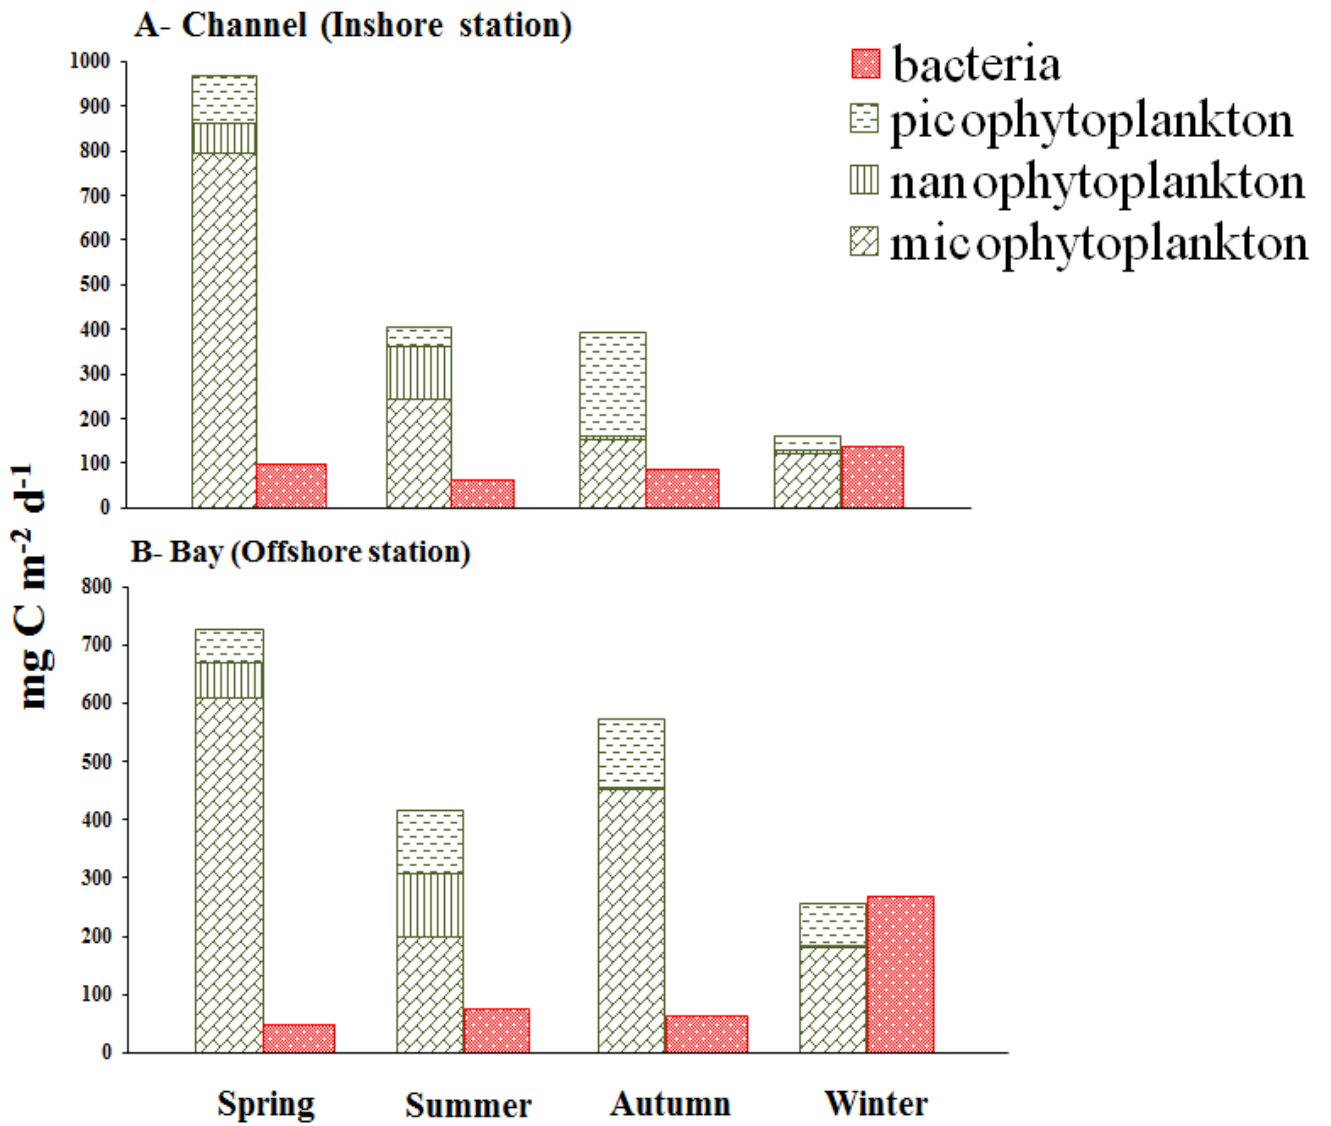 A- Channel (Inshore station)
1000
900
800
700
600
500
400
300
200
100
0
bacteria
picophytoplankton
nanophytoplankton
micophytoplankton
mg C m-2 d-1
B- Bay (Offshore station)
800
700
600
500
400
300
200
100
0
Spring Summer Autumn Winter